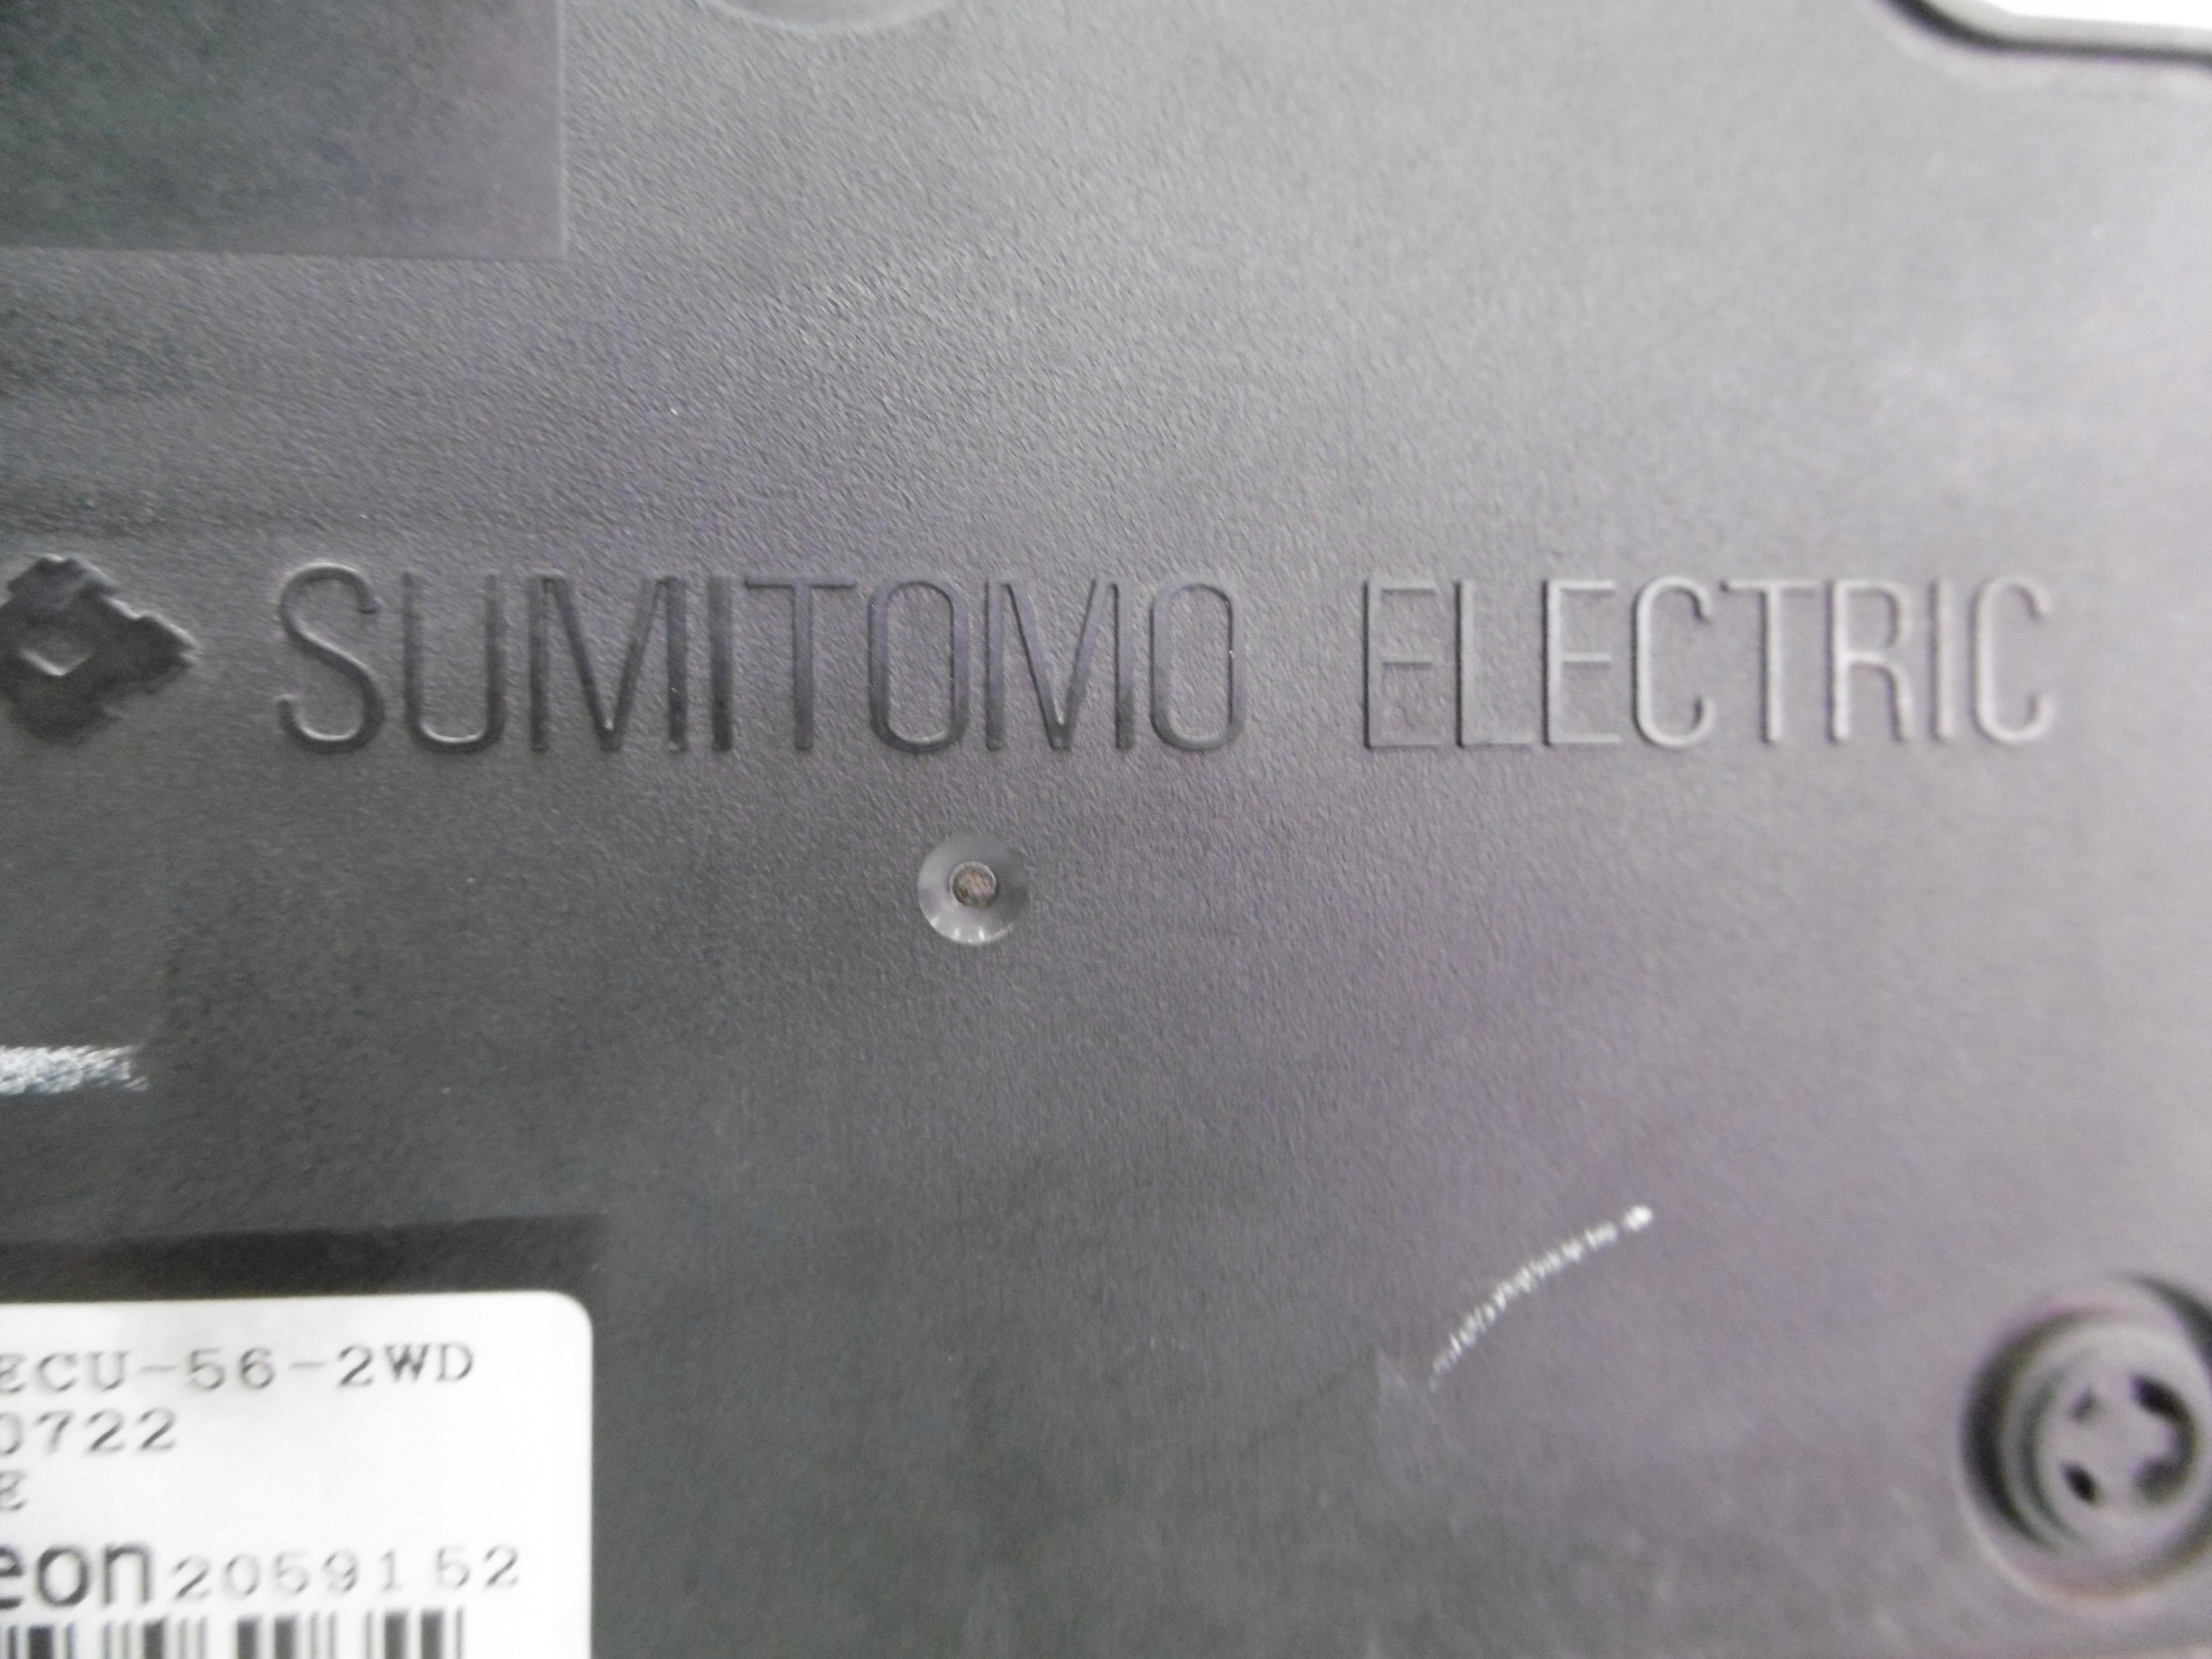 SUMITOMO ELECTRIC
ECU-56-2WD
0722
R
eon 2059152